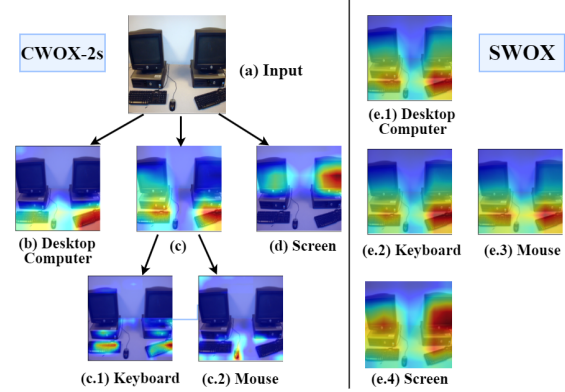 CWOX-2s
(a) Input
(b) Desktop
Computer
(c)
(d) Screen
(c.1) Keyboard
(c.2) Mouse
SWOX
(e.1) Desktop
Computer
(e.2) Keyboard
(e.3) Mouse
(e.4) Screen